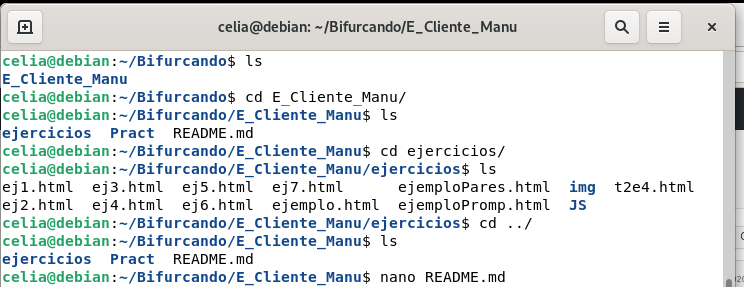 celia@debian: ~/Bifurcando/E_Cliente_Manu
celia@debian:~/Bifurcando$ ls
E_Cliente_Manu
celia@debian:~/Bifurcando$ cd E_Cliente_Manu/
celia@debian:~/Bifurcando/E_Cliente_Manu$ ls
ejercicios  Pract  README.md
celia@debian:~/Bifurcando/E_Cliente_Manu$ cd ejercicios/
celia@debian:~/Bifurcando/E_Cliente_Manu/ejercicios$ ls
ej1.html  ej3.html  ej5.html  ej7.html      ejemploPares.html  img  t2e4.html
ej2.html  ej4.html  ej6.html  ejemplo.html  ejemploPromp.html  JS
celia@debian:~/Bifurcando/E_Cliente_Manu/ejercicios$ cd ../
celia@debian:~/Bifurcando/E_Cliente_Manu$ ls
ejercicios  Pract  README.md
celia@debian:~/Bifurcando/E_Cliente_Manu$ nano README.md